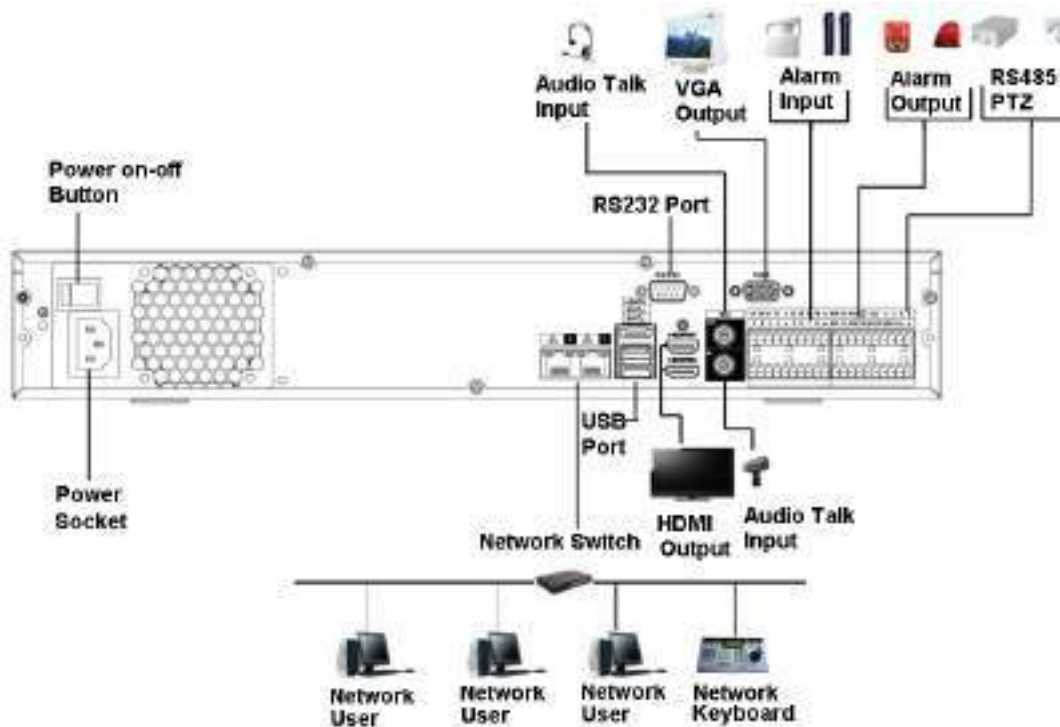 Audio Talk
Input
VGA
Output
Alarm
Input
Alarm
Output
RS485
PTZ
Power on-off
Button
RS232 Port
USB
Port
Power
Socket
Network Switch
HDMI
Output
Audio Talk
Input
Network
User
Network
User
Network
User
Network
Keyboard